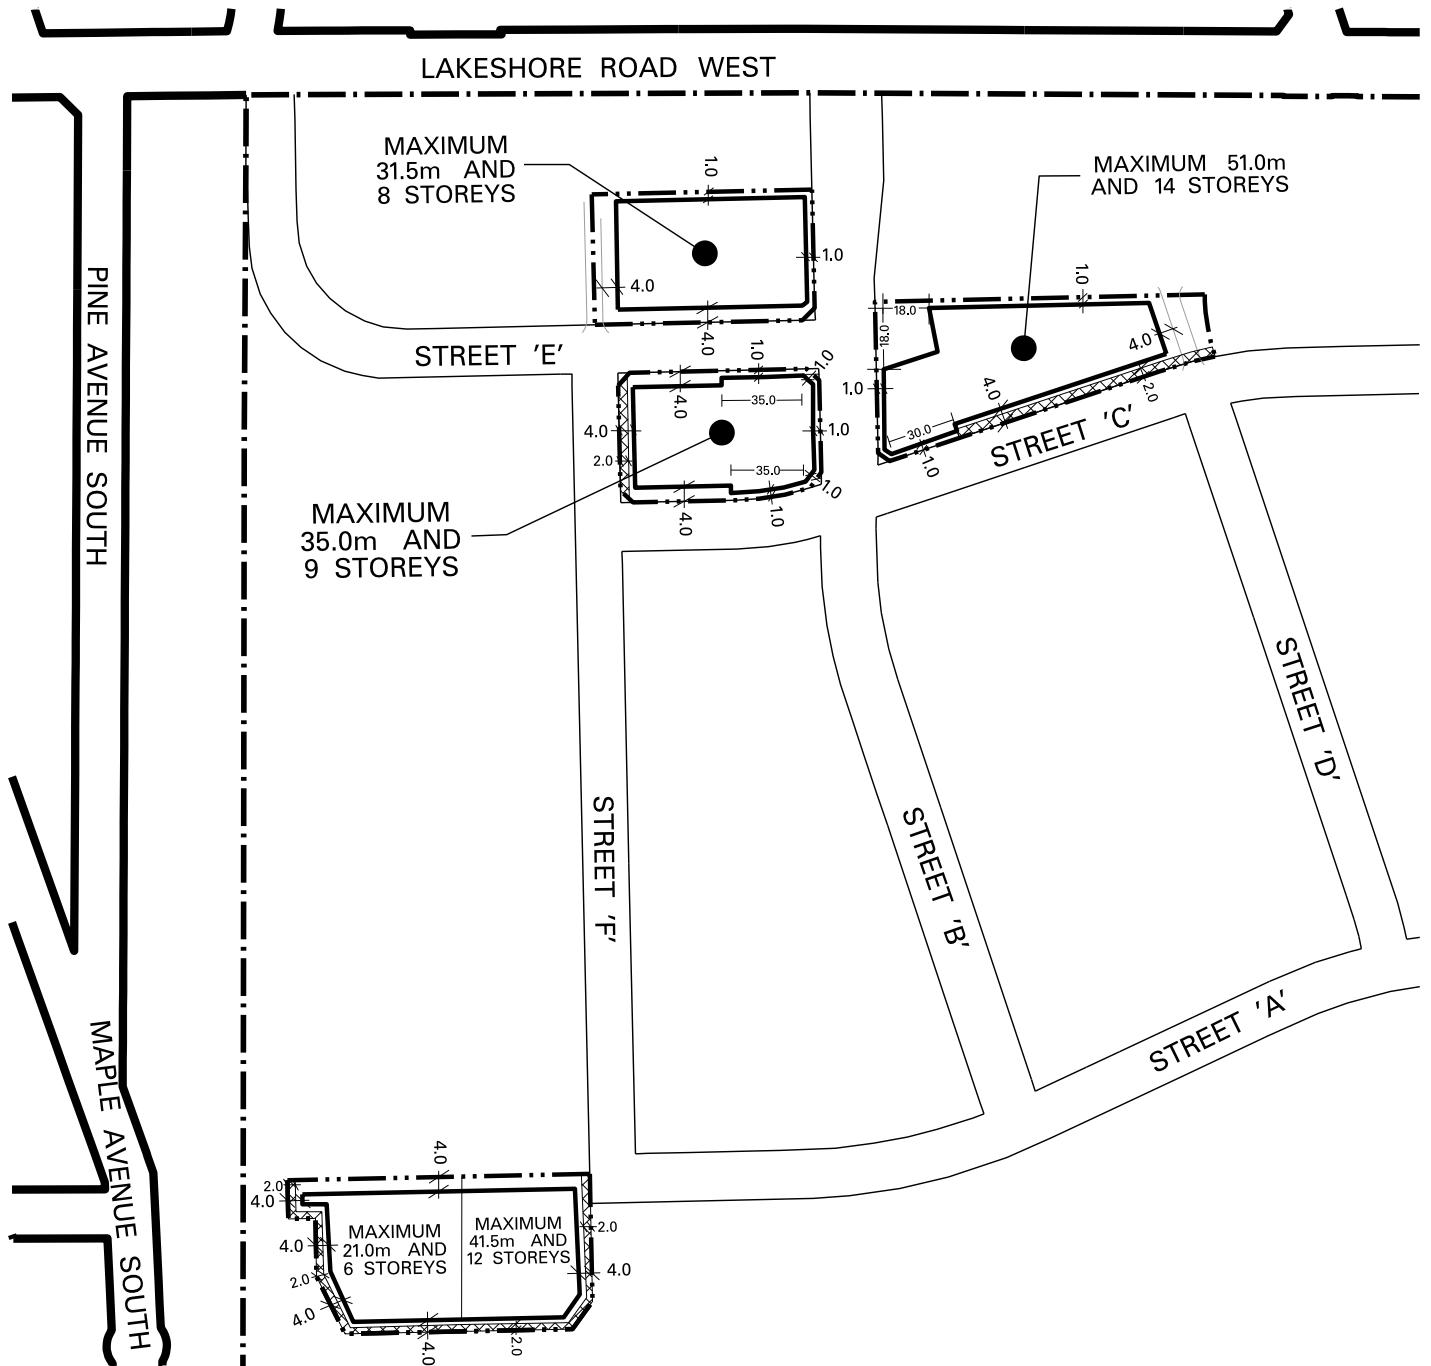 LAKESHORE ROAD WEST
MAXIMUM
31.5m AND
8 STOREYS
1.0
MAXIMUM 51.0m
AND 14 STOREYS
1.0
4.0
4.0
1.0
18.0
18.0
4.0
PINE AVENUE SOUTH
STREET 'E'
1.0
1.0
4.0
35.0
4.0
1.0
2.0
35.0
1.0
4.0
1.0
1.0
4.0
2.0
30.0
1.0
STREET 'C'
MAXIMUM
35.0m AND
9 STOREYS
STREET 'D'
STREET 'F'
STREET 'B'
STREET 'A'
MAPLE AVENUE SOUTH
4.0
2.0
4.0
MAXIMUM
21.0m AND
6 STOREYS
MAXIMUM
41.5m AND
12 STOREYS
2.0
4.0
4.0
2.0
4.0
4.0
2.0